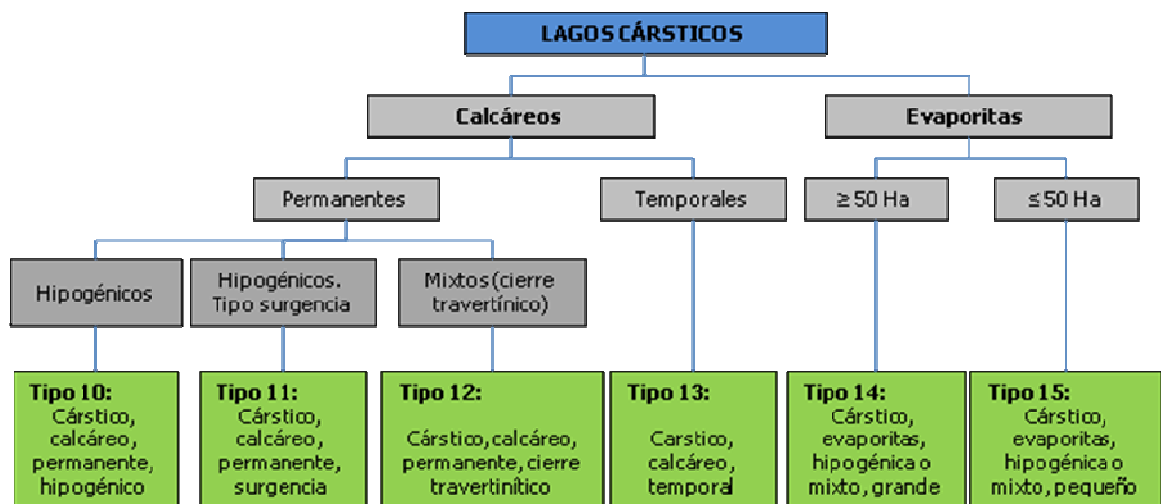 LAGOS CÁRSTICOS
Calcáreos
Evaporitas
Permanentes
Temporales
≥ 50 Ha
≤ 50 Ha
Hipogénicos
Hipogénicos.
Tipo surgencia
Mixtos (cierre
travertínico)
Tipo 10:
Cárstico,
calcáreo,
permanente,
hipogénico
Tipo 11:
Cárstico,
calcáreo,
permanente,
surgencia
Tipo 12:
Cárstico, calcáreo,
permanente, cierre
travertinítico
Tipo 13:
Carstico,
calcáreo,
temporal
Tipo 14:
Cárstico,
evaporitas,
hipogénica o
mixto, grande
Tipo 15:
Cárstico,
evaporitas,
hipogénica o
mixto, pequeño